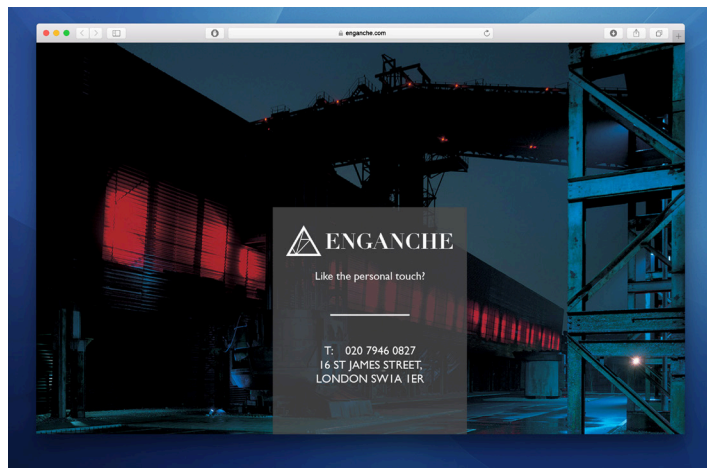 enganche.com
ENGANCHE
Like the personal touch?
T: 020 7946 0827
16 ST JAMES STREET,
LONDON SW1A 1ER